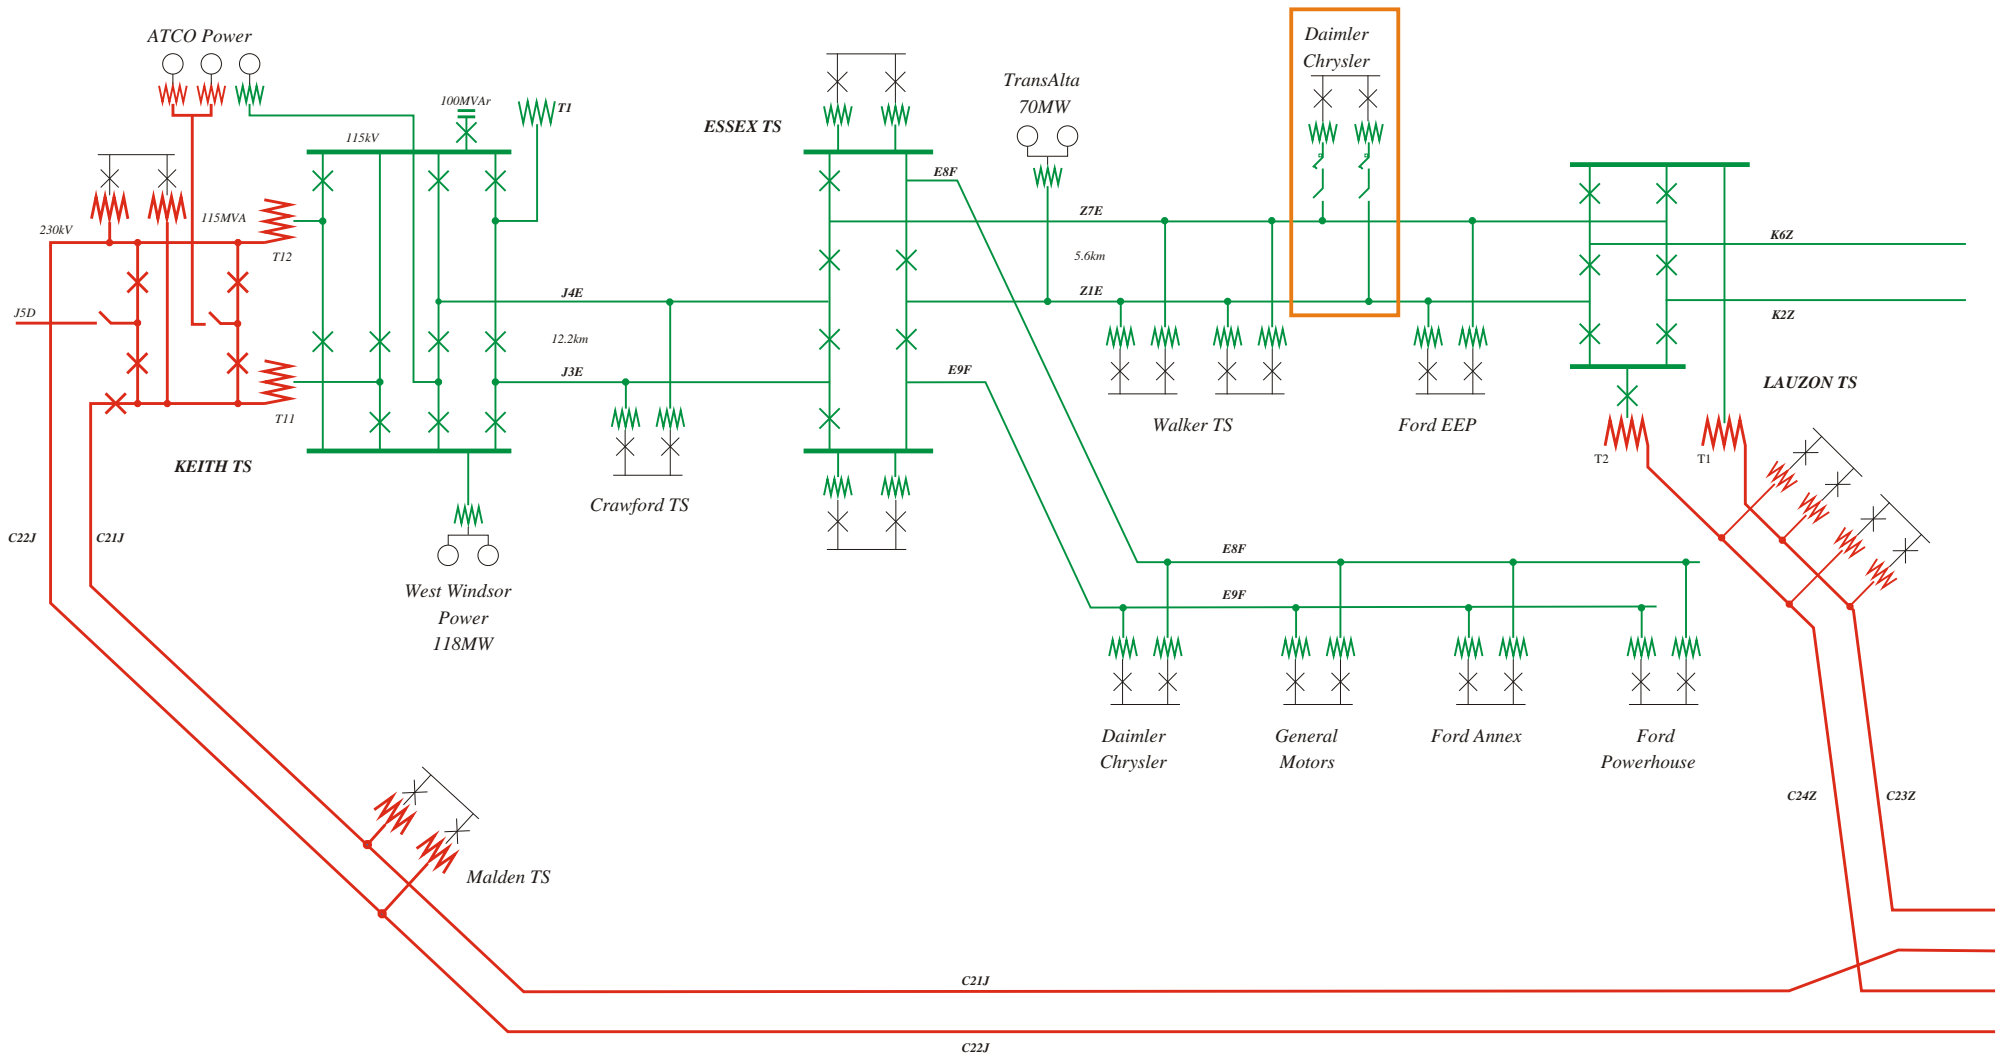 ATCO Power
Daimler
Chrysler
TransAlta
70MW
100MVAr
T1
ESSEX TS
115kV
E8F
115MVA
Z7E
230kV
K6Z
T12
5.6km
J4E
Z1E
J5D
K2Z
12.2km
J3E
E9F
LAUZON TS
T11
Walker TS
Ford EEP
KEITH TS
T2
T1
Crawford TS
C22J
C21J
E8F
West Windsor
Power
118MW
E9F
Daimler
Chrysler
General
Motors
Ford Annex
Ford
Powerhouse
C24Z
C23Z
Malden TS
C21J
C22J